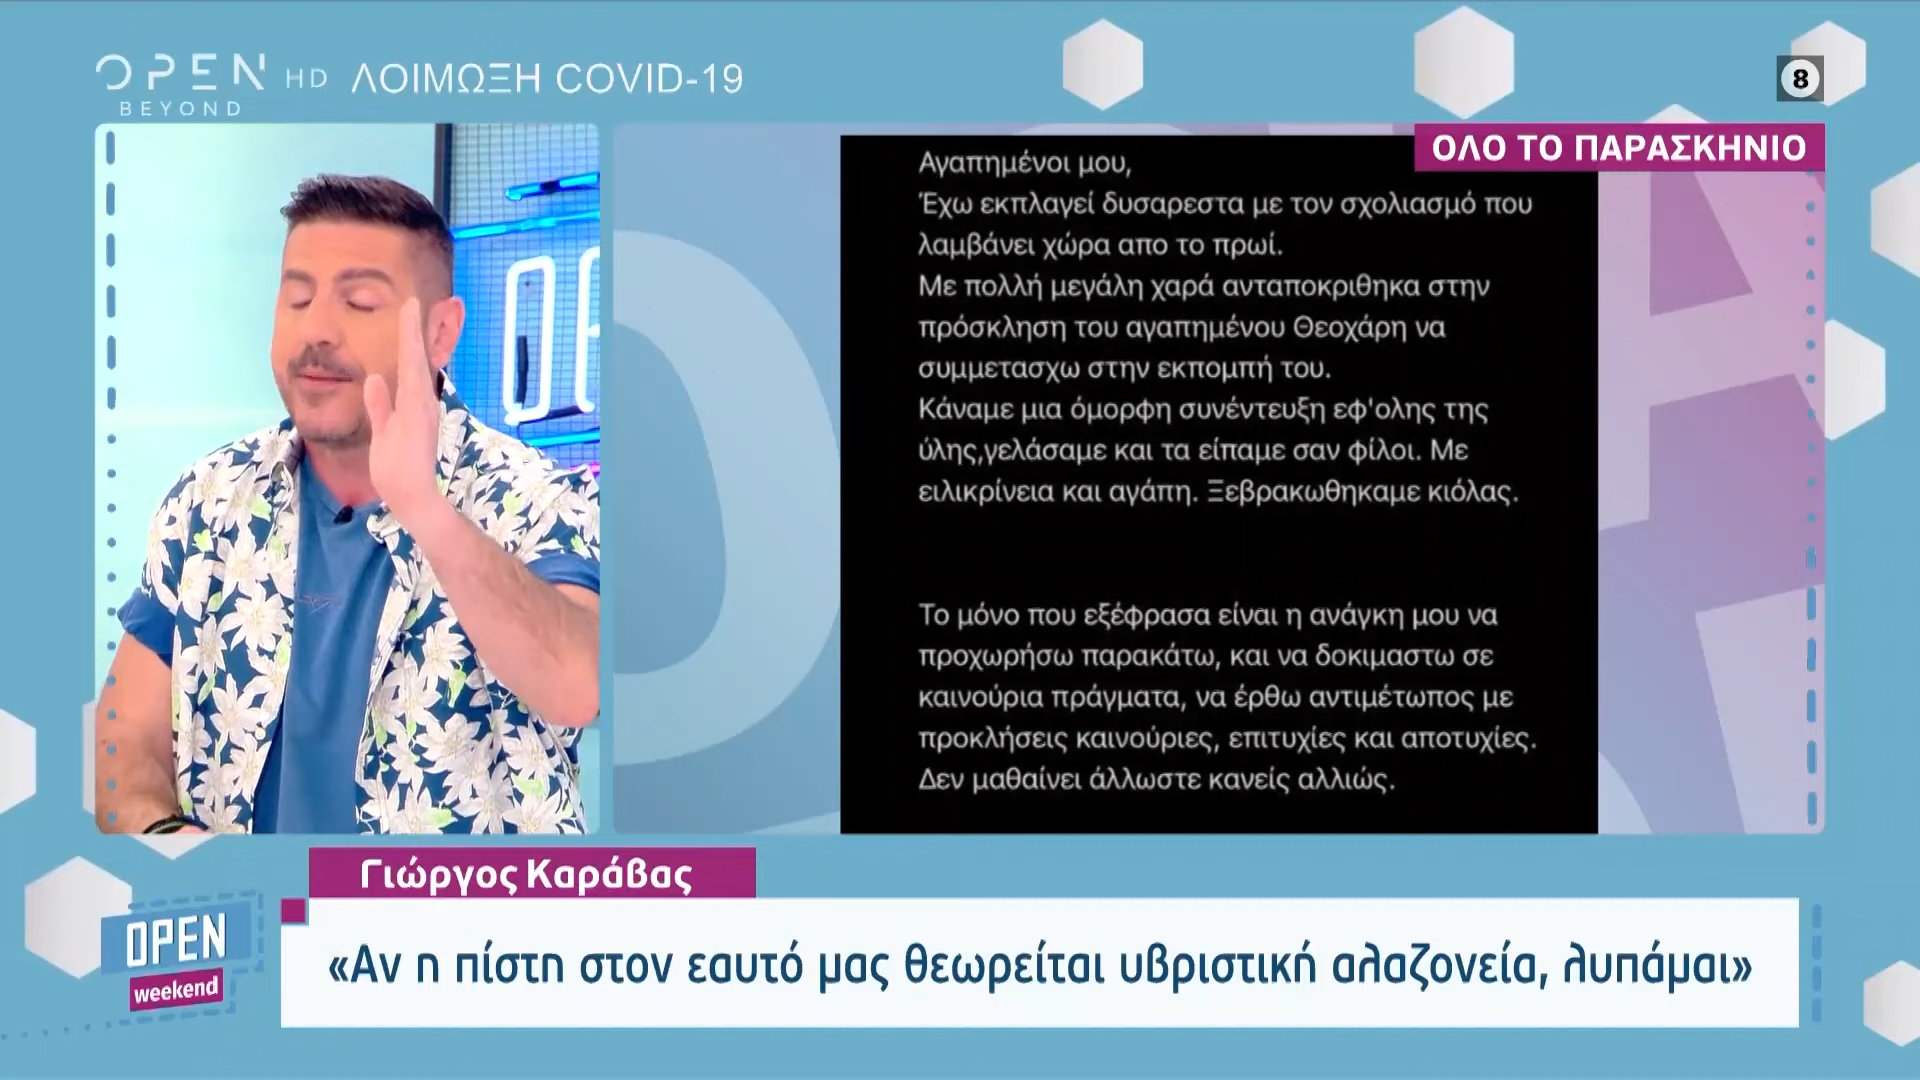 OPEN HD ΛΟΙΜΩΞΗ COVID-19
BEYOND
8
ΟΛΟ ΤΟ ΠΑΡΑΣΚΗΝΙΟ
Αγαπημένοι μου,
Έχω εκπλαγεί δυσαρεστα με τον σχολιασμό που
λαμβάνει χώρα απο το πρωί.
Με πολλή μεγάλη χαρά ανταποκριθηκα στην
πρόσκληση του αγαπημένου Θεοχάρη να
συμμετασχω στην εκπομπή του.
Κάναμε μια όμορφη συνέντευξη εφ'ολης της
ύλης,γελάσαμε και τα είπαμε σαν φίλοι. Με
ειλικρίνεια και αγάπη. Ξεβρακωθηκαμε κιόλας.
Το μόνο που εξέφρασα είναι η ανάγκη μου να
προχωρήσω παρακάτω, και να δοκιμαστω σε
καινούρια πράγματα, να έρθω αντιμέτωπος με
προκλήσεις καινούριες, επιτυχίες και αποτυχίες.
Δεν μαθαίνει άλλωστε κανείς αλλιώς.
Γιώργος Καράβας
«Αν η πίστη στον εαυτό μας θεωρείται υβριστική αλαζονεία, λυπάμαι»
OPEN
weekend